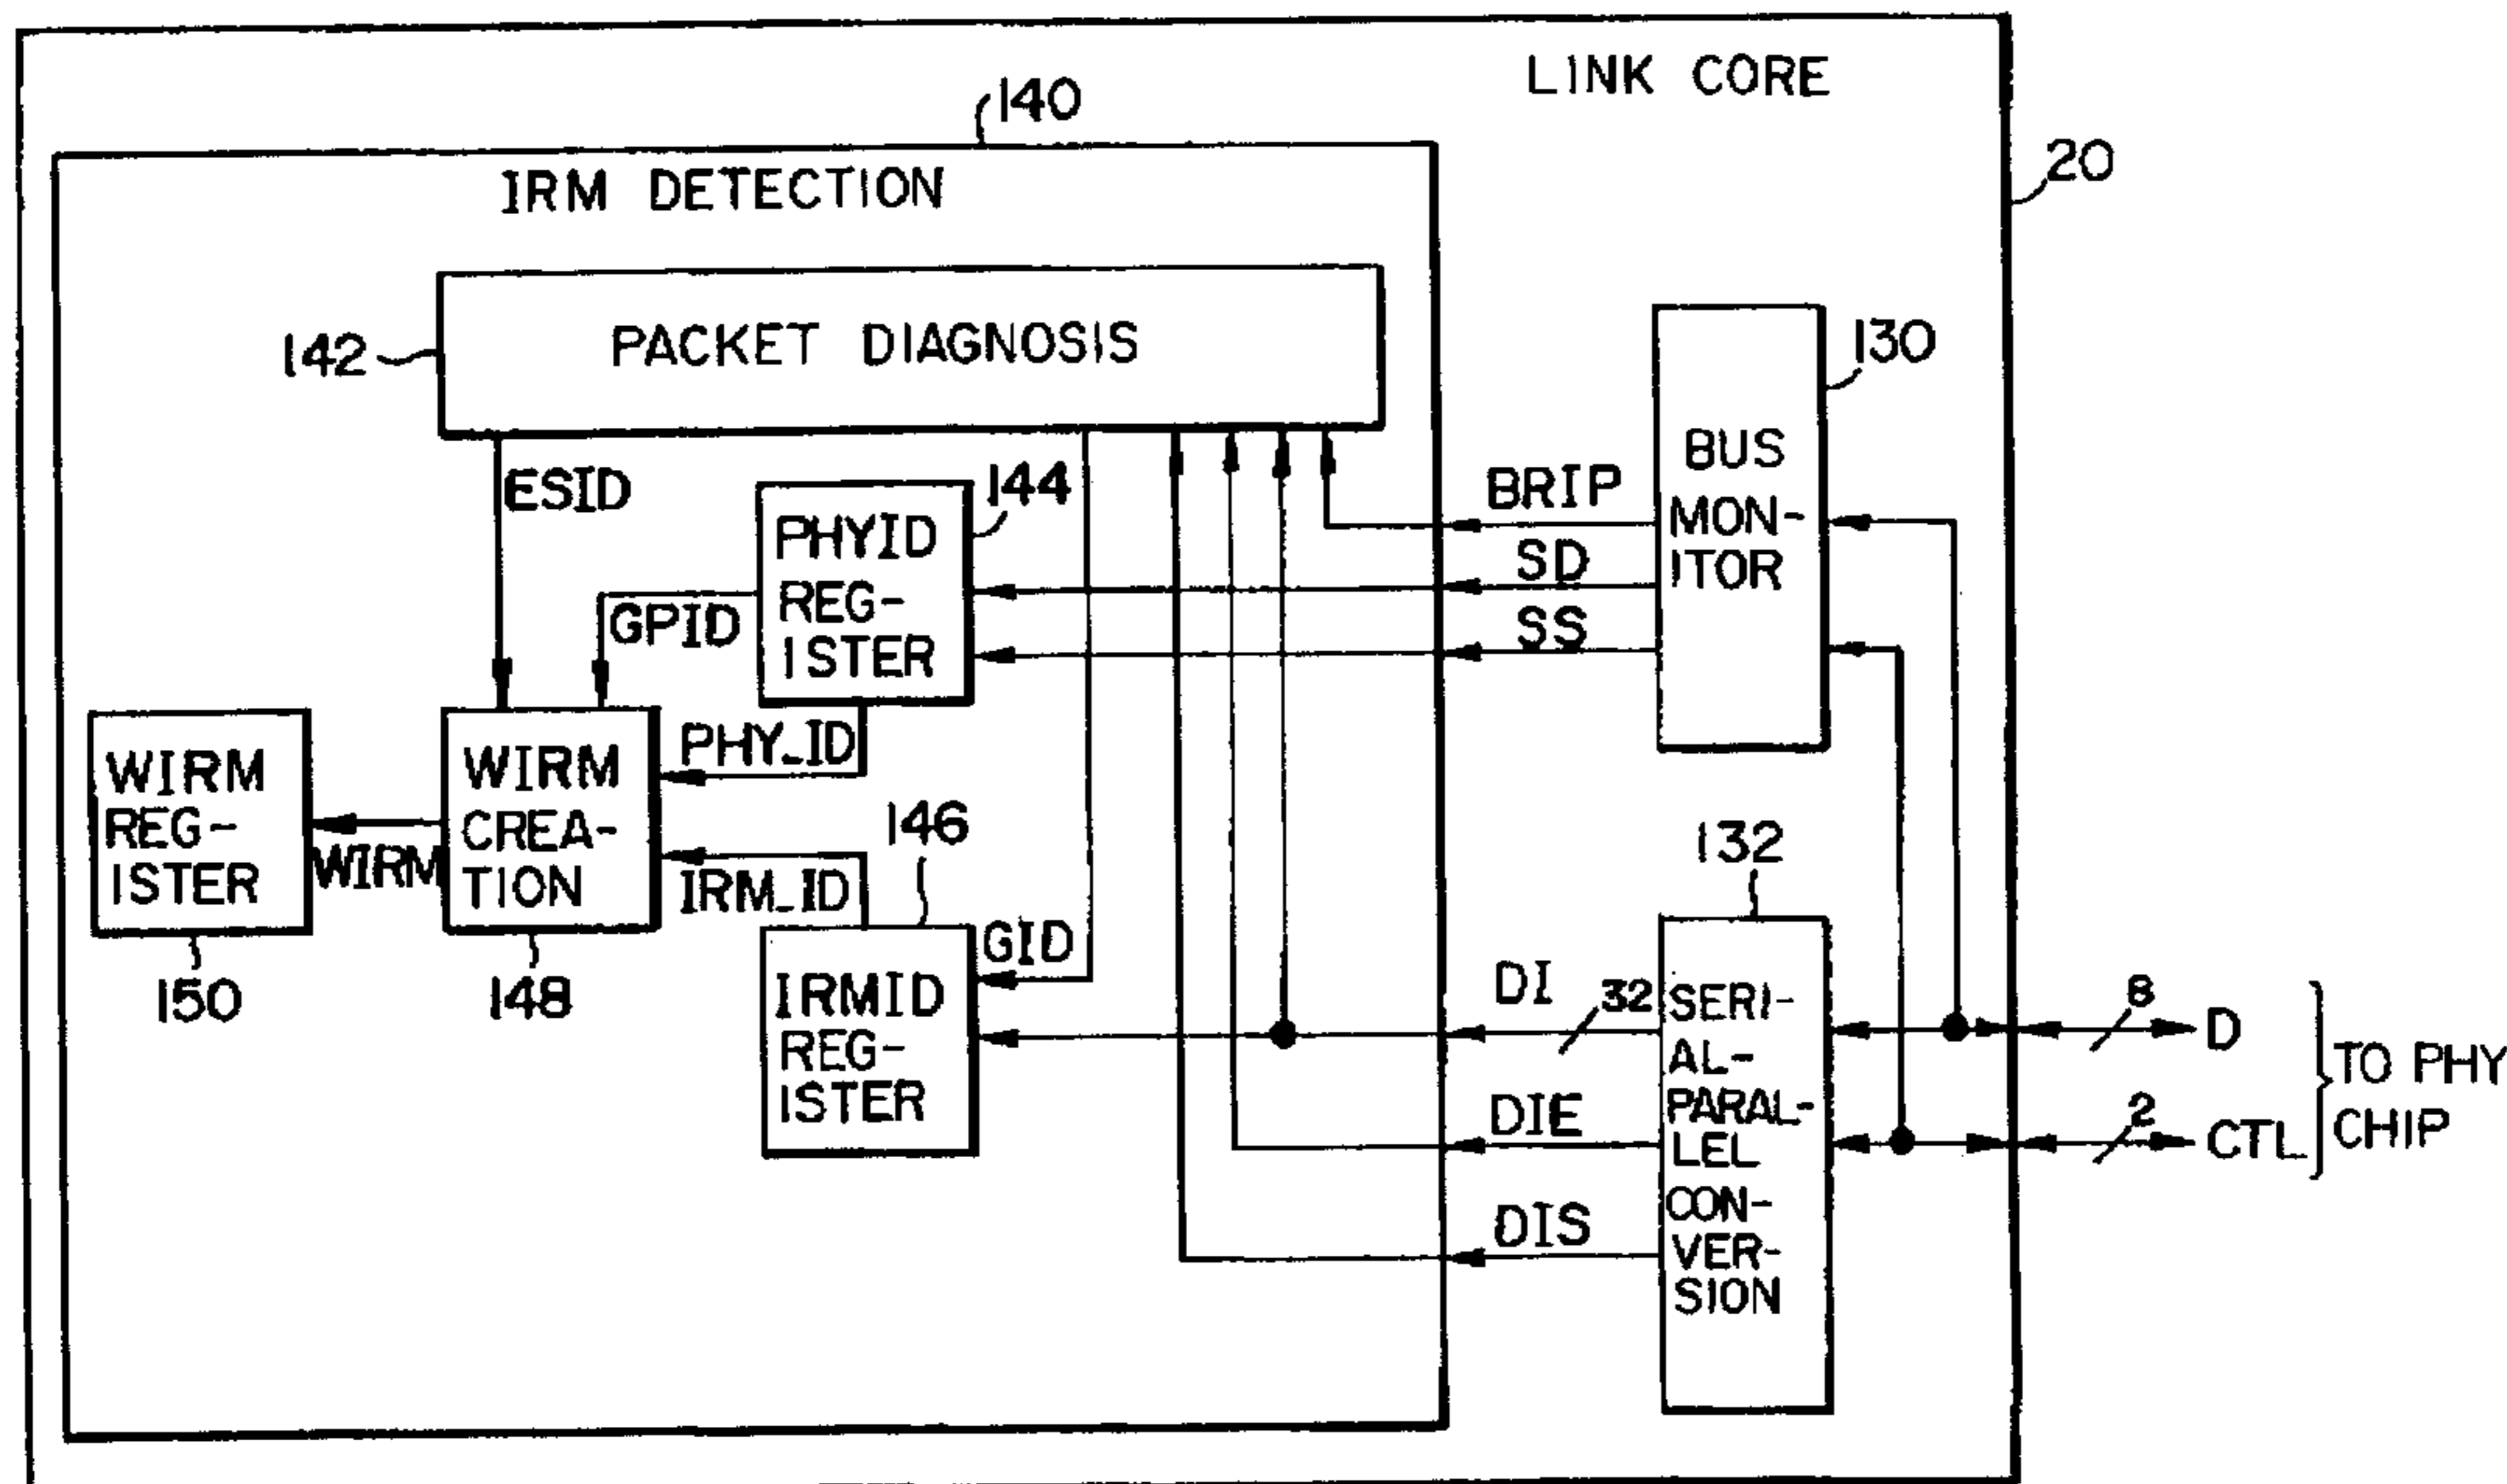 LINK CORE
140
20
IRM DETECTION
142
PACKET DIAGNOSIS
130
BUS
MON-
ITOR
ESID
144
PHYID
REG-
ISTER
BRIP
SD
SS
GPID
PHY_ID
WIRM
REG-
ISTER
WIRM
WIRM
CREA-
TION
146
IRM_ID
132
GID
150
148
IRMID
REG-
ISTER
DI
32
SERI-
AL-
PARAL-
LEL
CON-
VER-
SION
DIE
DIS
8
D
2
CTL
TO PHY
CHIP